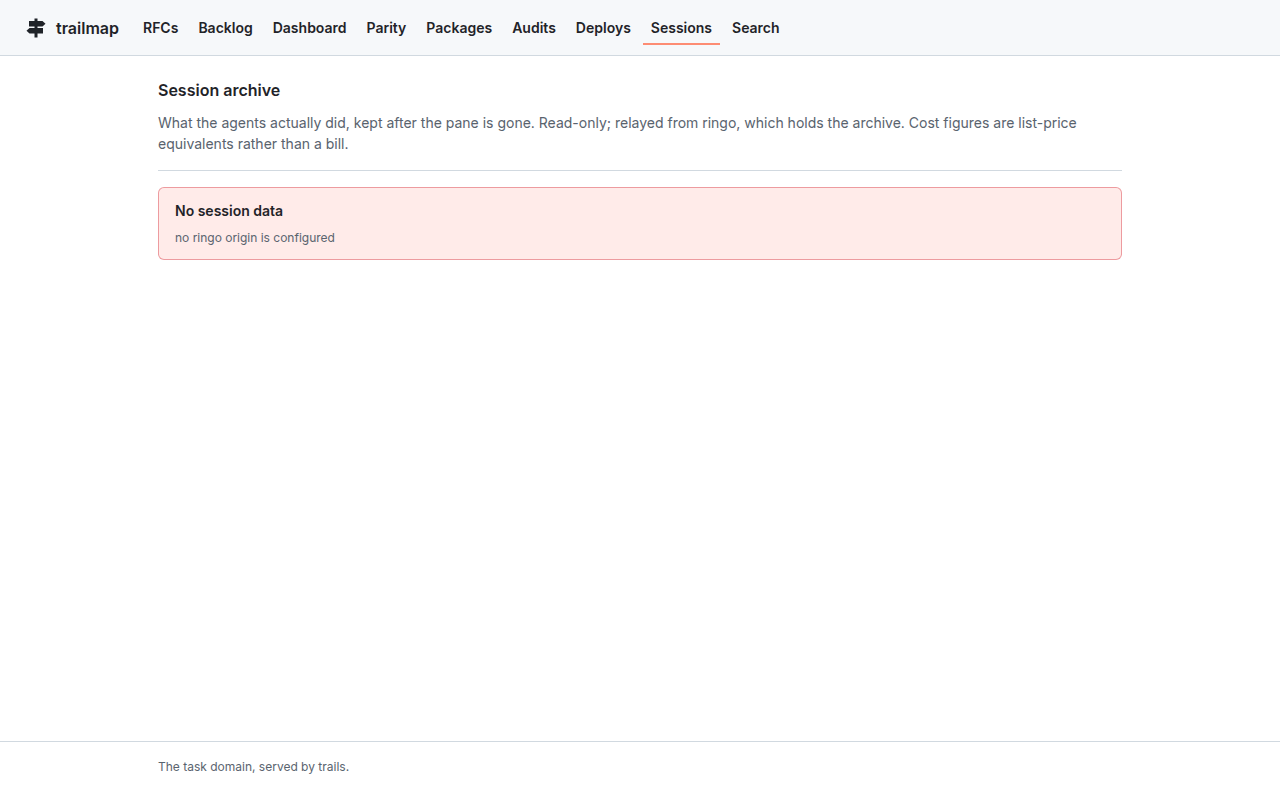 trailmap RFCs Backlog Dashboard Parity Packages Audits Deploys Sessions Search
Session archive
What the agents actually did, kept after the pane is gone. Read-only; relayed from ringo, which holds the archive. Cost figures are list-price
equivalents rather than a bill.
No session data
no ringo origin is configured
The task domain, served by trails.